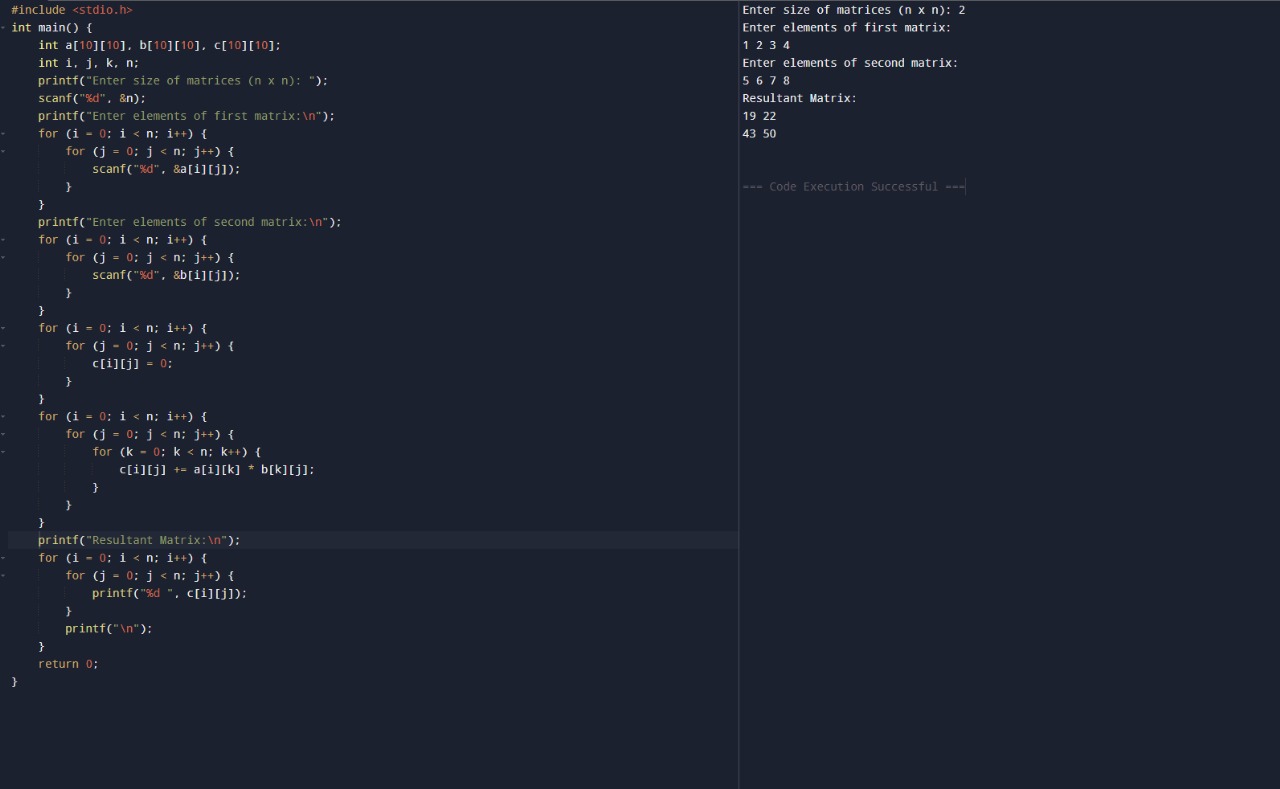 #include <stdio.h>
int main() {
    int a[10][10], b[10][10], c[10][10];
    int i, j, k, n;
    printf("Enter size of matrices (n x n): ");
    scanf("%d", &n);
    printf("Enter elements of first matrix:\n");
    for (i = 0; i < n; i++) {
        for (j = 0; j < n; j++) {
            scanf("%d", &a[i][j]);
        }
    }
    printf("Enter elements of second matrix:\n");
    for (i = 0; i < n; i++) {
        for (j = 0; j < n; j++) {
            scanf("%d", &b[i][j]);
        }
    }
    for (i = 0; i < n; i++) {
        for (j = 0; j < n; j++) {
            c[i][j] = 0;
        }
    }
    for (i = 0; i < n; i++) {
        for (j = 0; j < n; j++) {
            for (k = 0; k < n; k++) {
                c[i][j] += a[i][k] * b[k][j];
            }
        }
    }
    printf("Resultant Matrix:\n");
    for (i = 0; i < n; i++) {
        for (j = 0; j < n; j++) {
            printf("%d ", c[i][j]);
        }
        printf("\n");
    }
    return 0;
}
Enter size of matrices (n x n): 2
Enter elements of first matrix:
1 2 3 4
Enter elements of second matrix:
5 6 7 8
Resultant Matrix:
19 22
43 50
=== Code Execution Successful ===